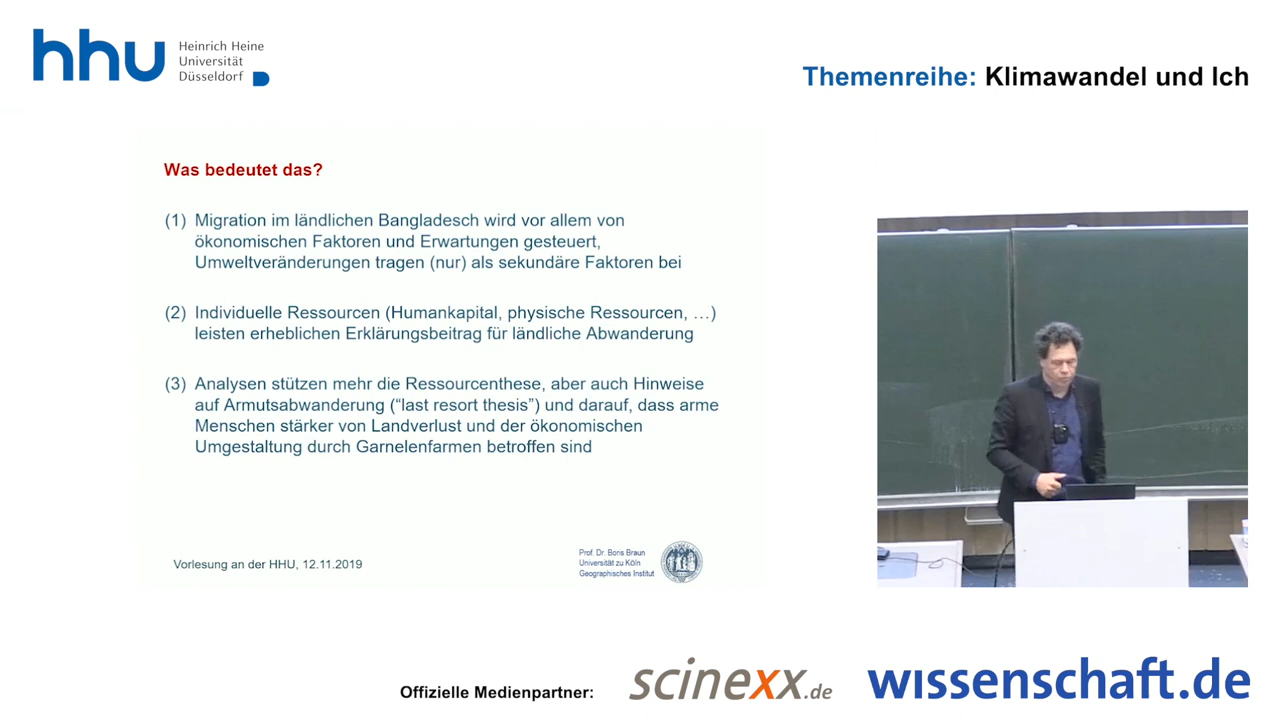 hhu
Heinrich Heine
Universität
Düsseldorf
Themenreihe: Klimawandel und Ich
Was bedeutet das?
(1) Migration im ländlichen Bangladesch wird vor allem von
ökonomischen Faktoren und Erwartungen gesteuert,
Umweltveränderungen tragen (nur) als sekundäre Faktoren bei
(2) Individuelle Ressourcen (Humankapital, physische Ressourcen, …)
leisten erheblichen Erklärungsbeitrag für ländliche Abwanderung
(3) Analysen stützen mehr die Ressourcenthese, aber auch Hinweise
auf Armutsabwanderung (“last resort thesis”) und darauf, dass arme
Menschen stärker von Landverlust und der ökonomischen
Umgestaltung durch Garnelenfarmen betroffen sind
Vorlesung an der HHU, 12.11.2019
Prof. Dr. Boris Braun
Universität zu Köln
Geographisches Institut
Offizielle Medienpartner:
scinexx.de
wissenschaft.de